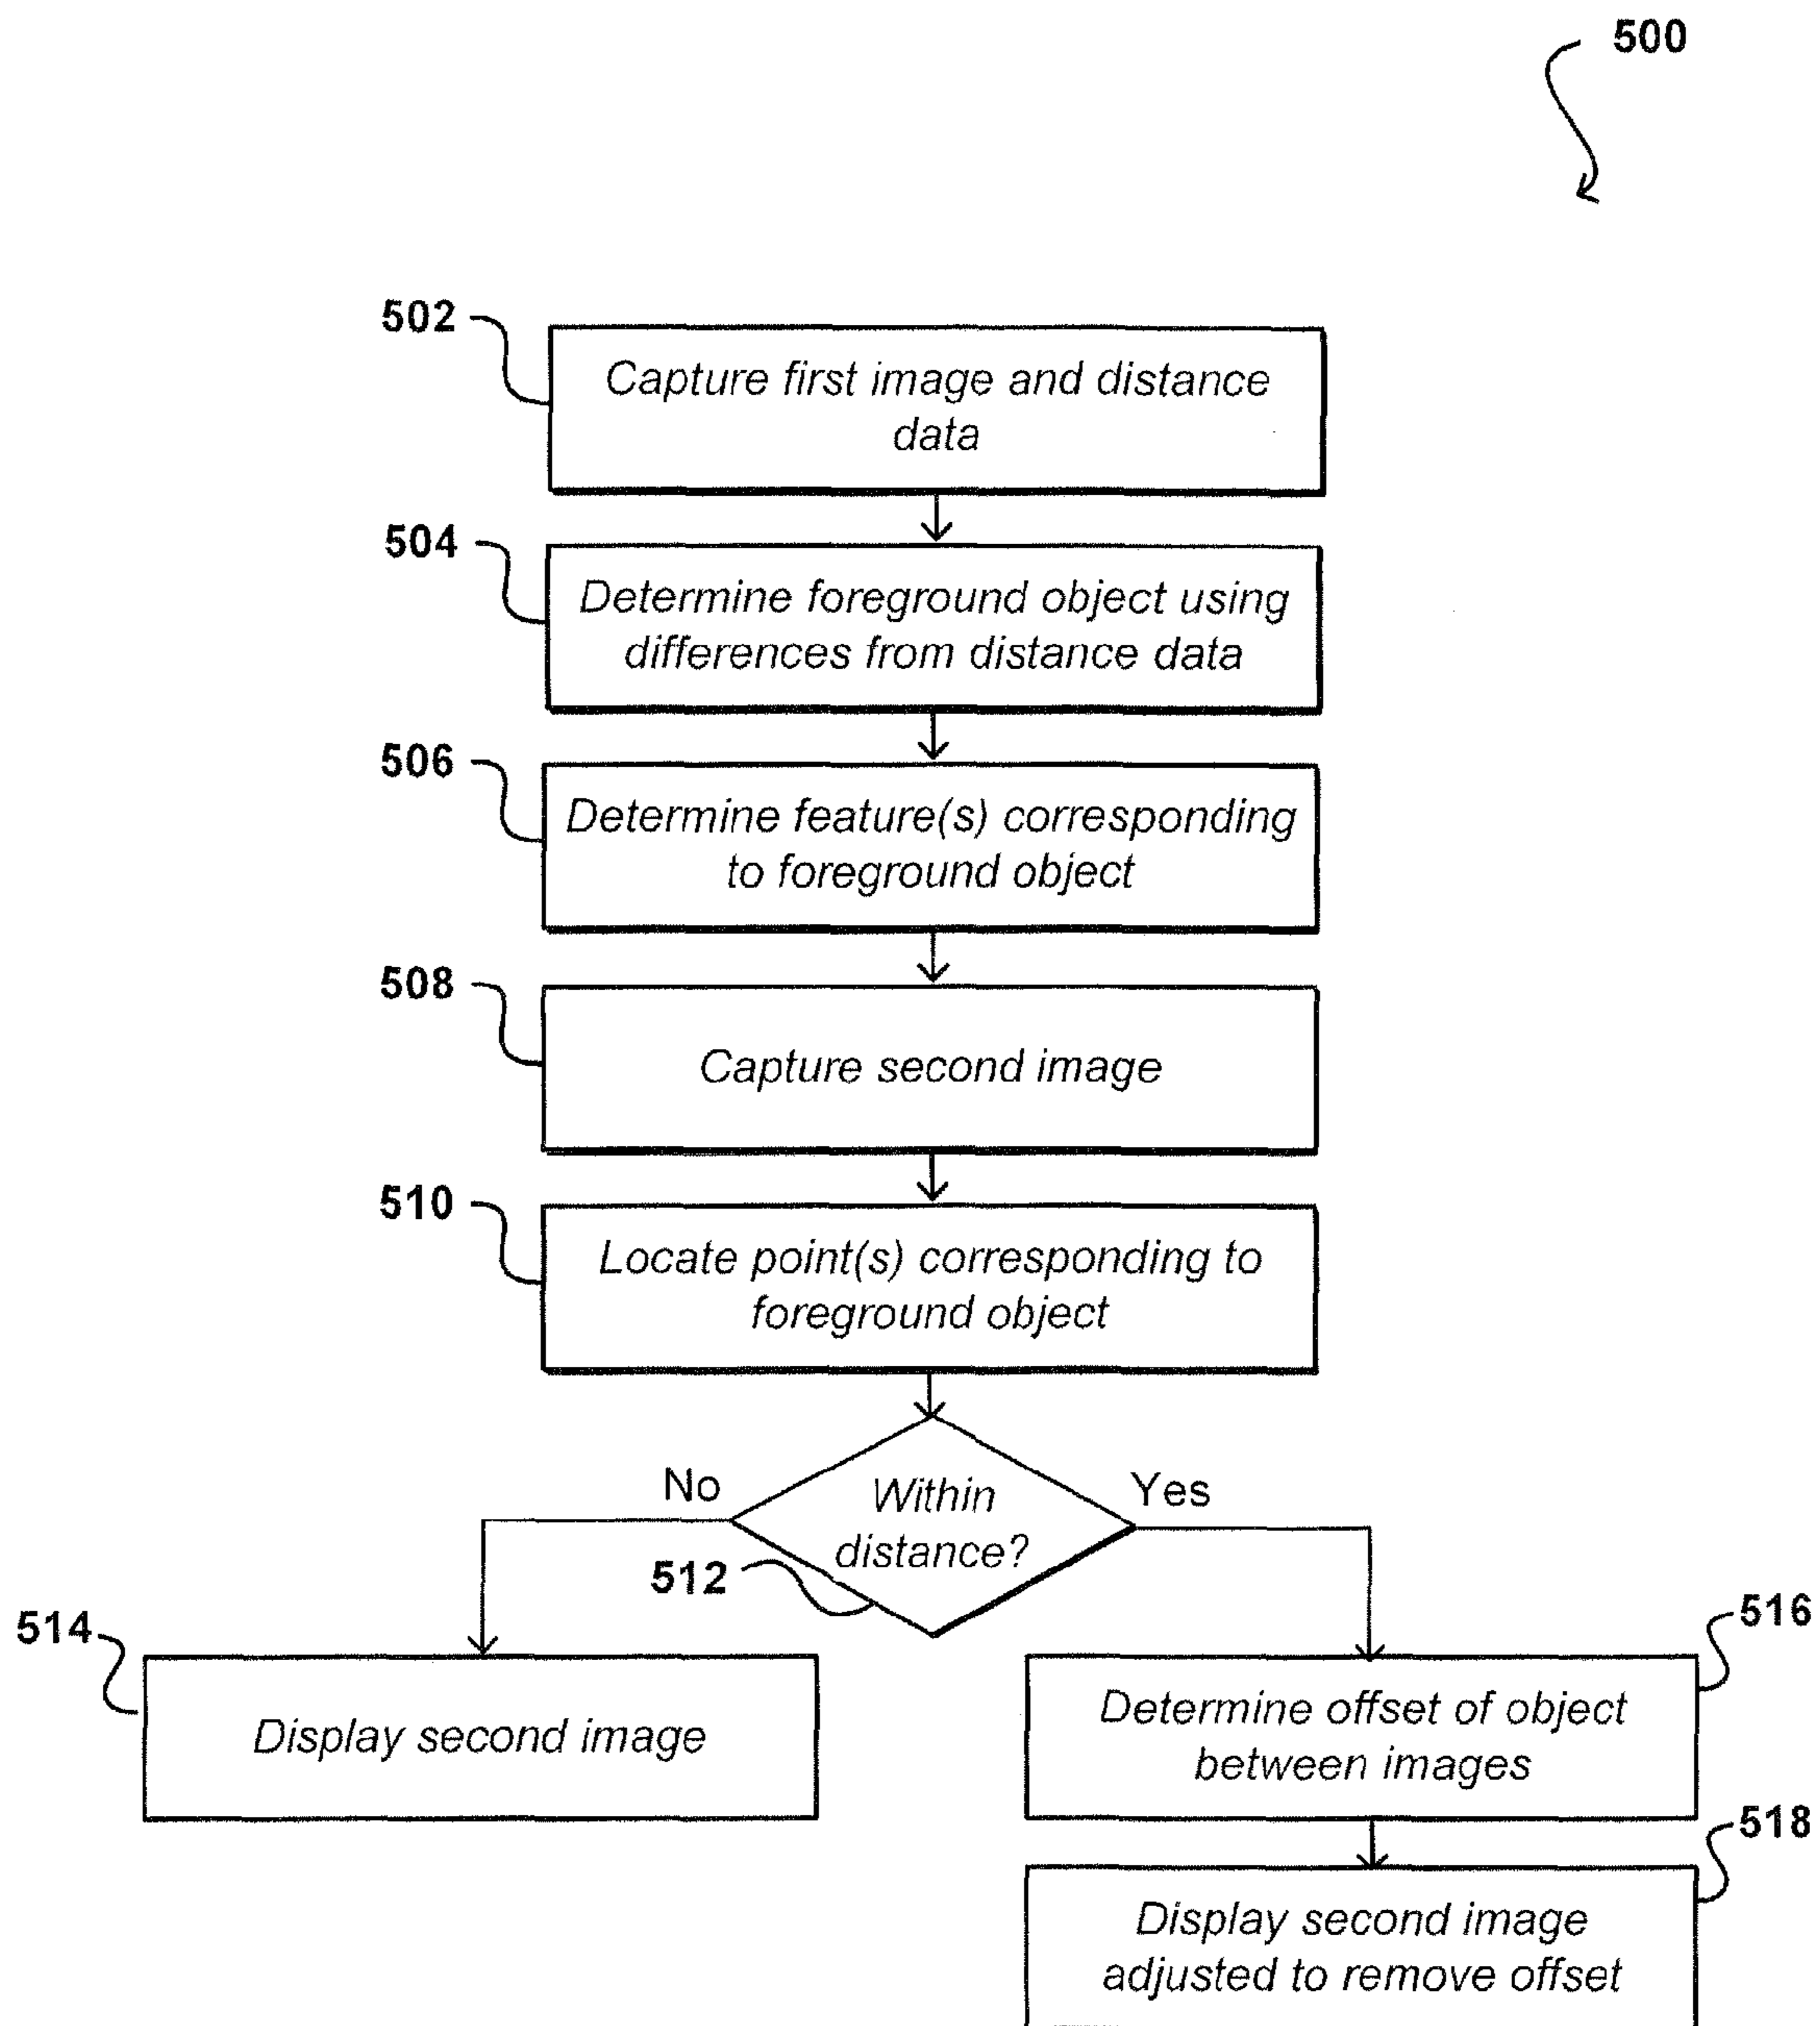 500
502
Capture first image and distance
data
504
Determine foreground object using
differences from distance data
506
Determine feature(s) corresponding
to foreground object
508
Capture second image
510
Locate point(s) corresponding to
foreground object
No
Within
distance?
Yes
512
514
Display second image
516
Determine offset of object
between images
518
Display second image
adjusted to remove offset